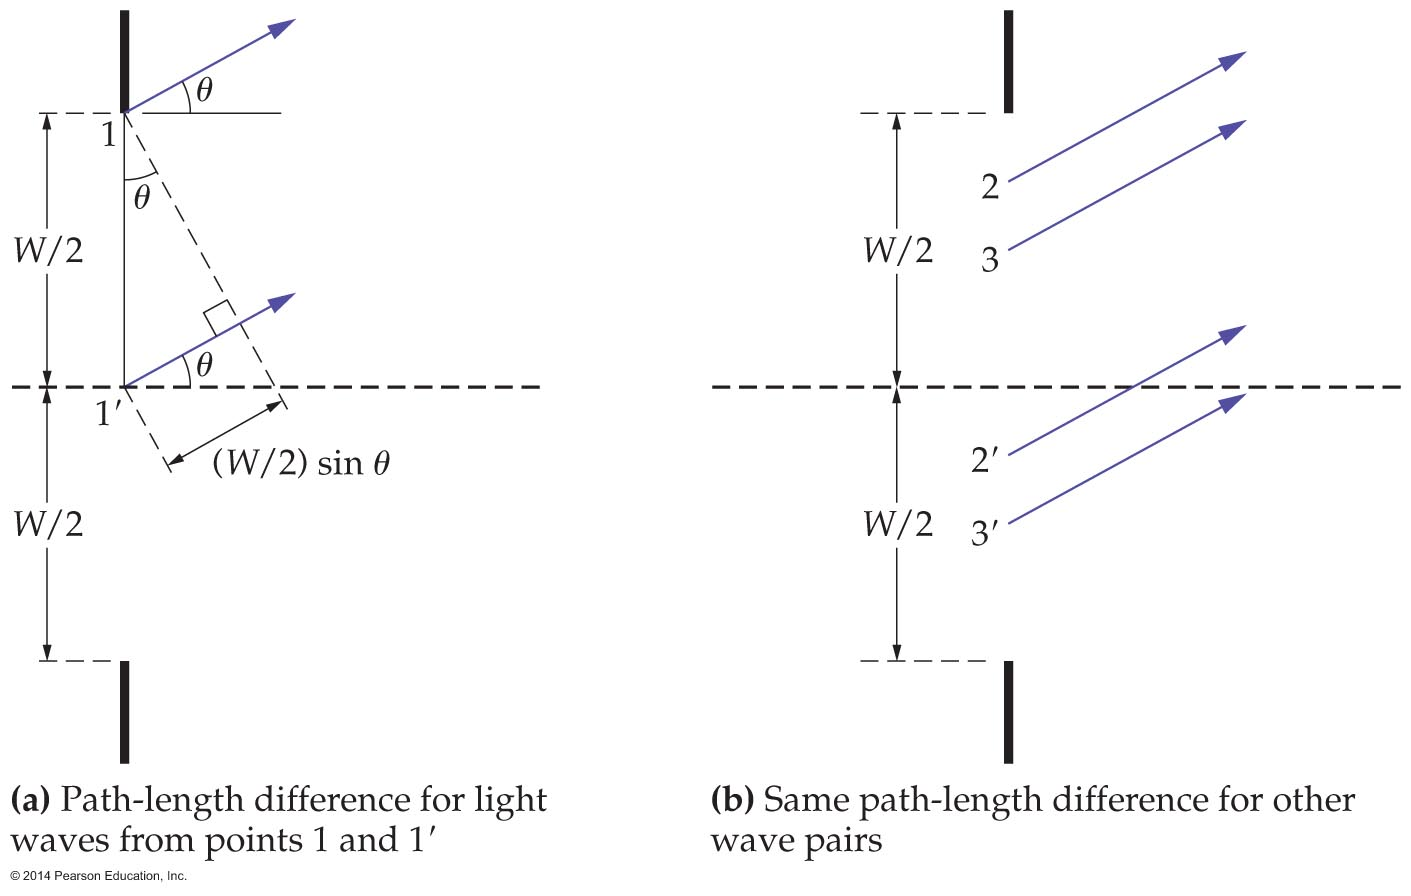 θ
1
θ
W/2
θ
1′
(W/2) sin θ
W/2
(a) Path-length difference for light
waves from points 1 and 1′
2
W/2
3
2′
W/2
3′
(b) Same path-length difference for other
wave pairs
© 2014 Pearson Education, Inc.